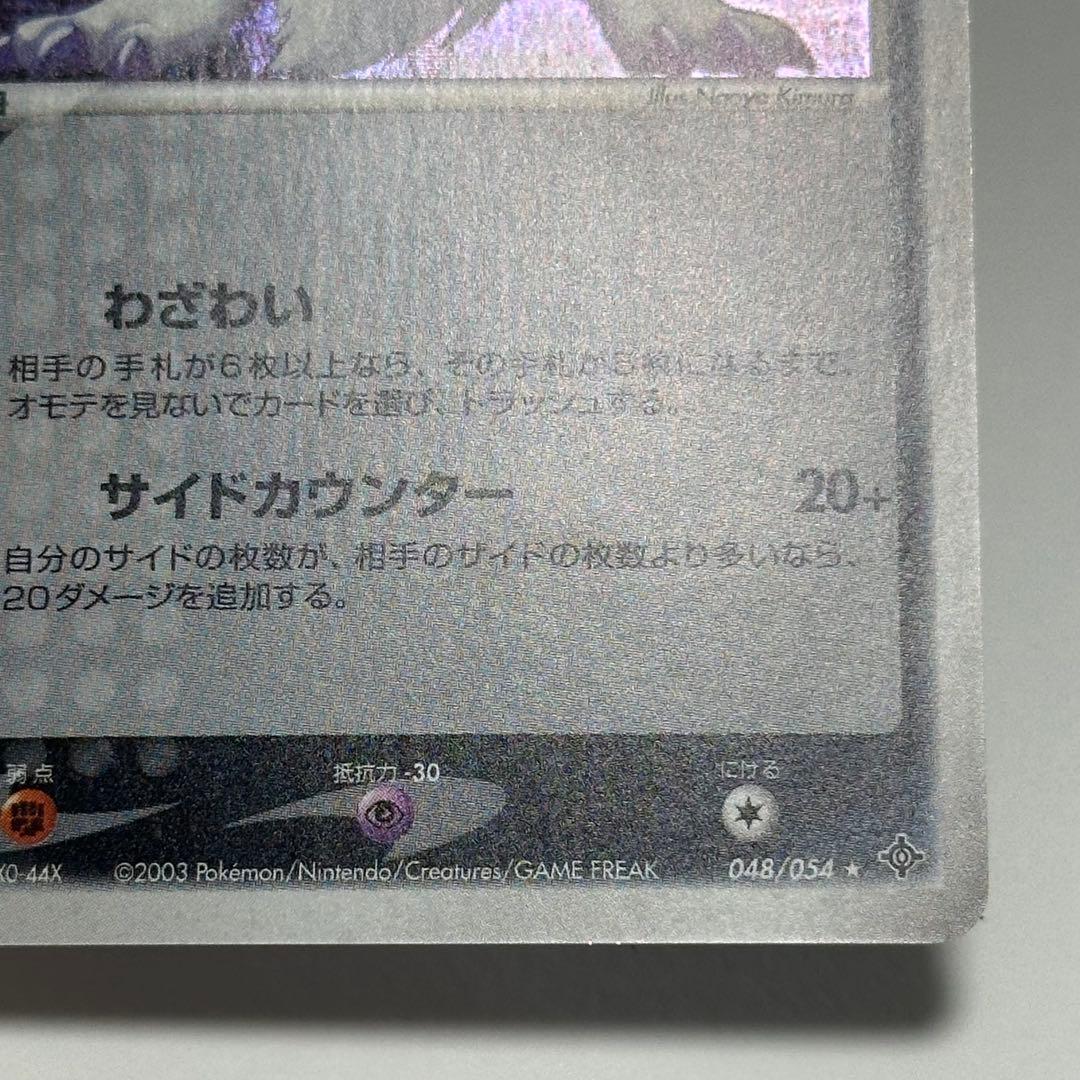 Illus Naoyo Kimura
わざわい
相手の手札が6枚以上なら、その手札が5枚になるまで、
オモテを見ないでカードを選び、トラッシュする。
サイドカウンター 20+
自分のサイドの枚数が、相手のサイドの枚数より多いなら、
20ダメージを追加する。
弱点 抵抗力 -30 にげる
©2003 Pokémon/Nintendo/Creatures/GAME FREAK 048/054 ★